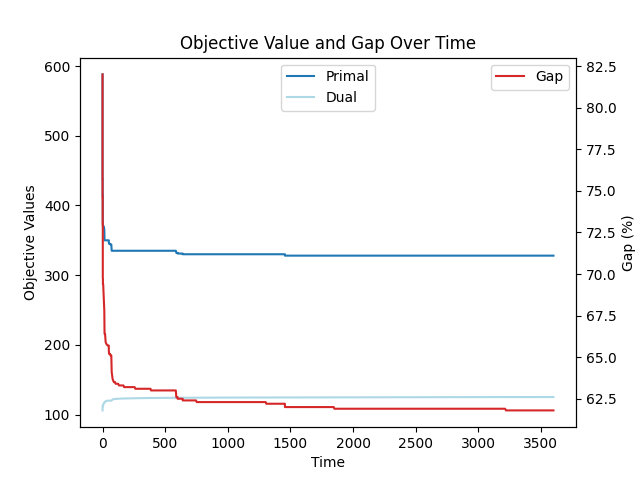 Objective Value and Gap Over Time
Primal
Dual
Gap
600
500
400
300
200
100
Objective Values
82.5
80.0
77.5
75.0
72.5
70.0
67.5
65.0
62.5
Gap (%)
0 500 1000 1500 2000 2500 3000 3500
Time